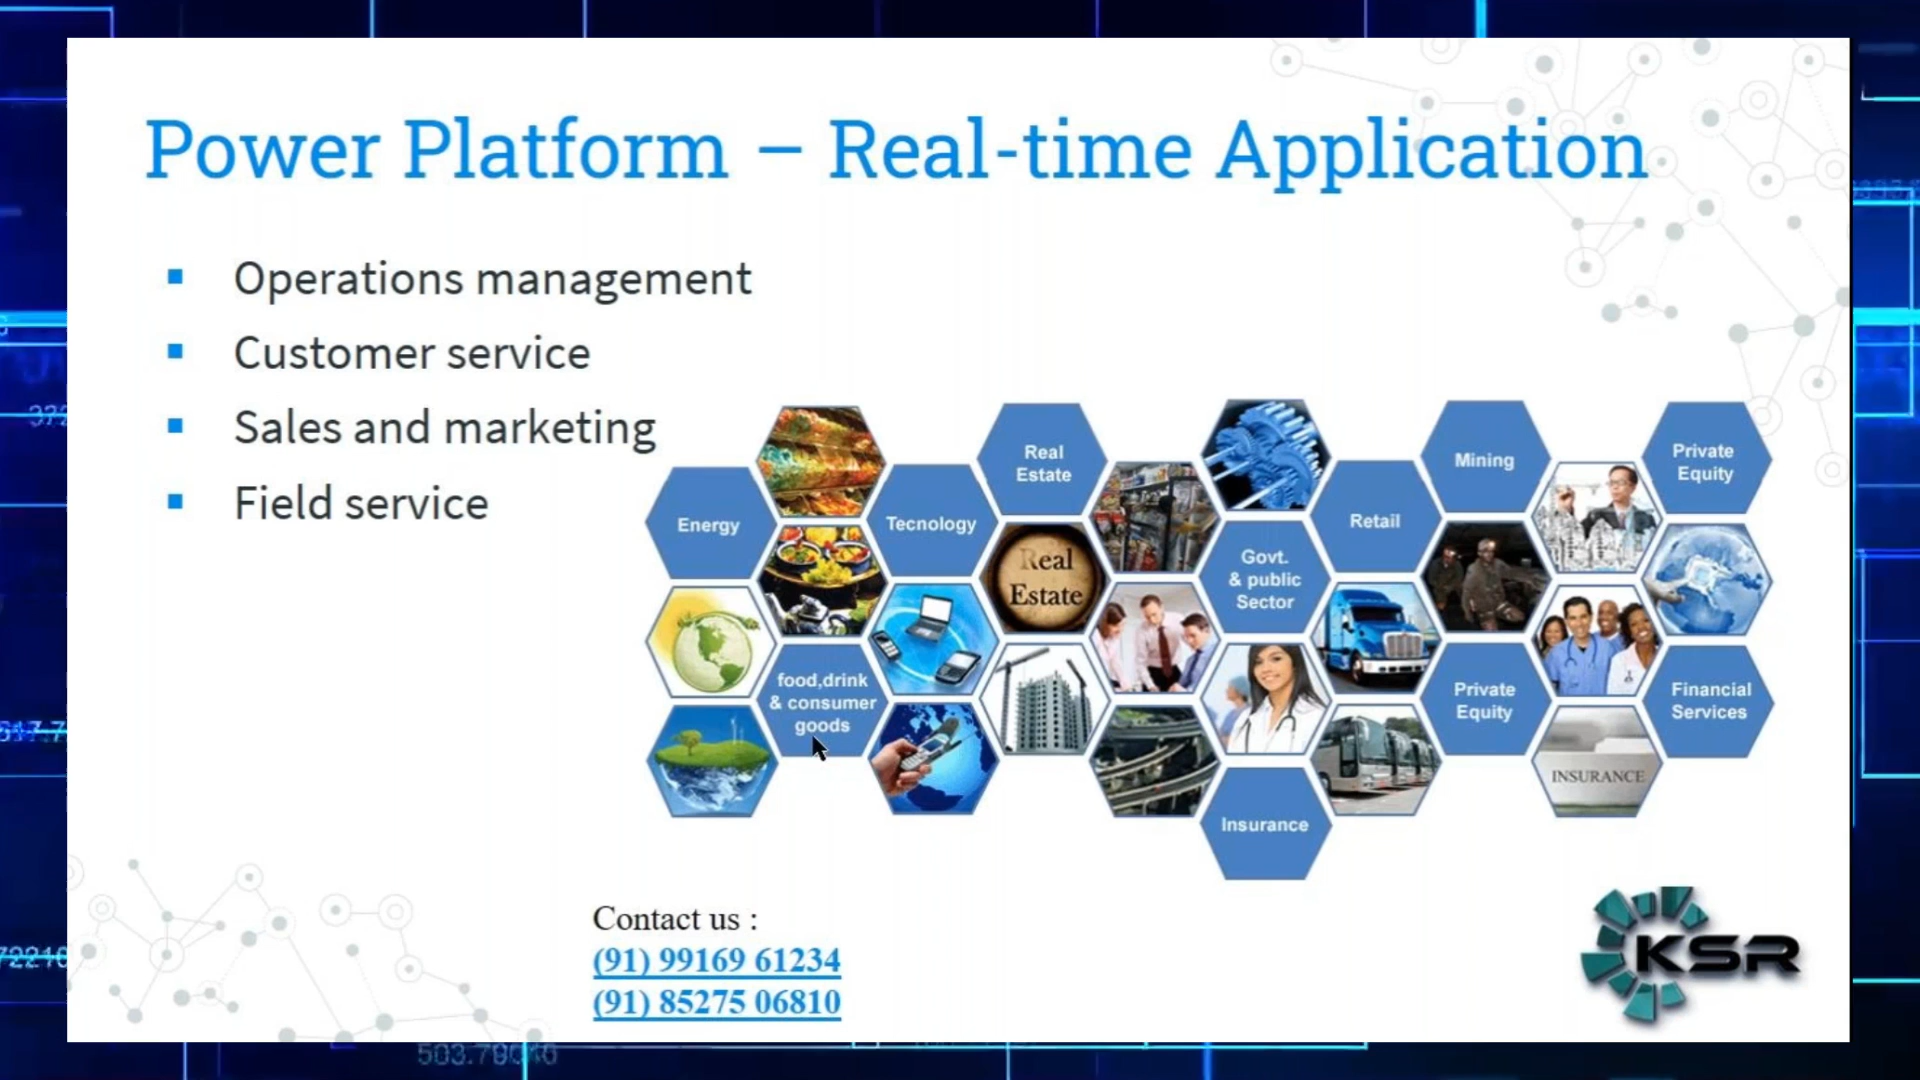 Power Platform – Real-time Application
Operations management
Customer service
Sales and marketing
Field service
Energy
food,drink
& consumer
goods
Tecnology
Real
Estate
Real
Estate
Govt.
& public
Sector
Insurance
Retail
Mining
Private
Equity
INSURANCE
Private
Equity
Financial
Services
Contact us :
(91) 99169 61234
(91) 85275 06810
KSR